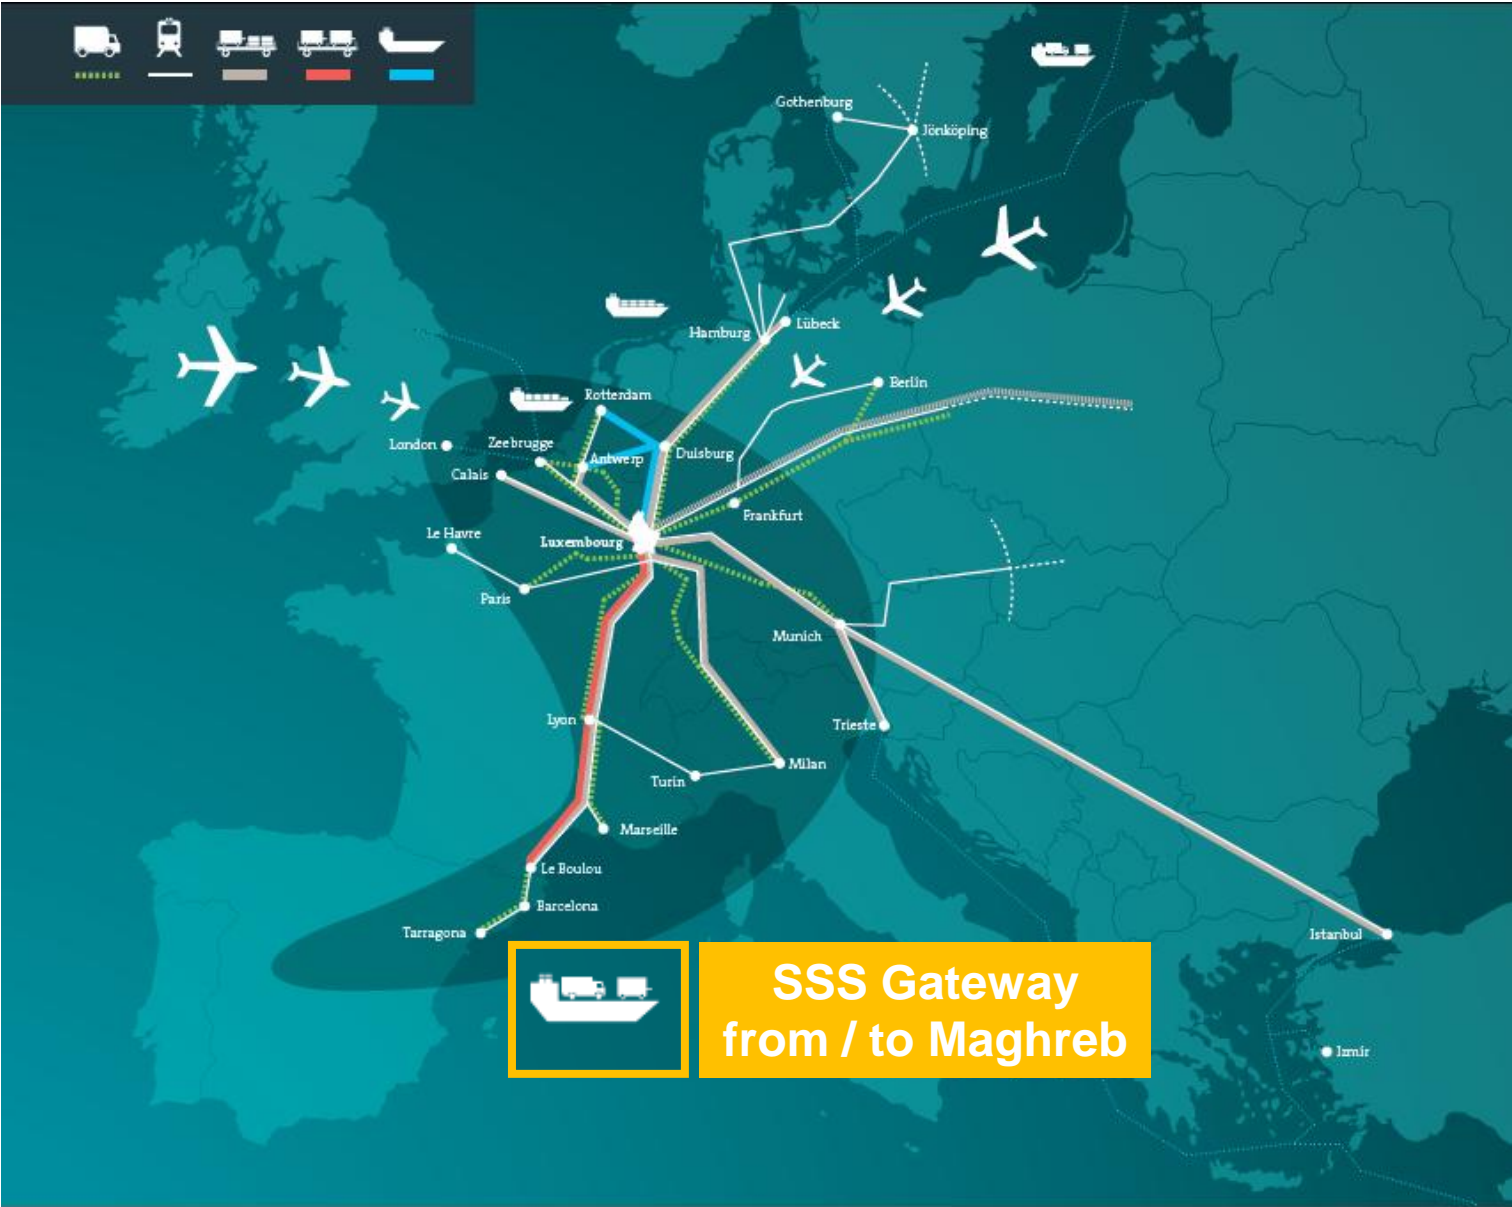 Gothenburg
Jönköping
Hamburg
Lübeck
Berlin
Rotterdam
London
Zeebrugge
Antwerp
Duisburg
Calais
Frankfurt
Le Havre
Luxembourg
Paris
Munich
Lyon
Trieste
Turin
Milan
Marseille
Le Boulou
Barcelona
Tarragona
Istanbul
SSS Gateway
from / to Maghreb
Izmir